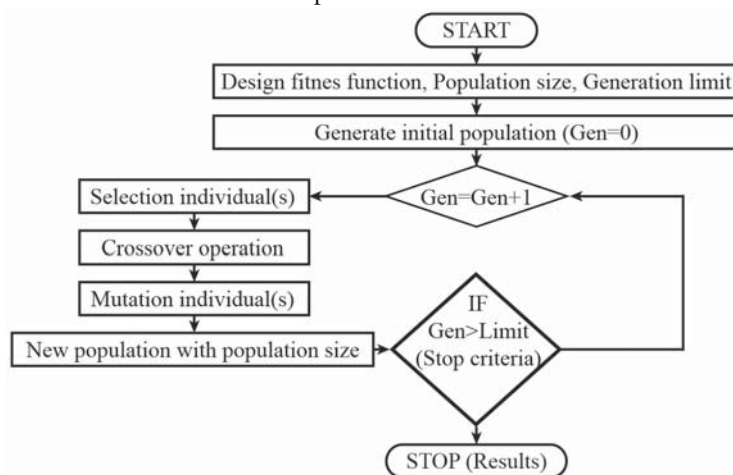 START
Design fitnes function, Population size, Generation limit
Generate initial population (Gen=0)
Gen=Gen+1
Selection individual(s)
Crossover operation
Mutation individual(s)
New population with population size
IF
Gen>Limit
(Stop criteria)
STOP (Results)